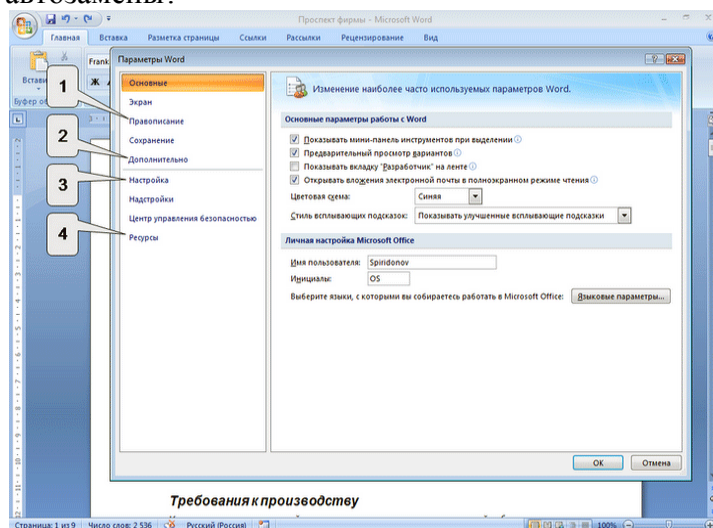 автозамены?
Проспект фирмы - Microsoft Word
Главная Вставка Разметка страницы Ссылки Рассылки Рецензирование Вид
Frank
Ж
Параметры Word
1
2
3
4
Основные
Экран
Правописание
Сохранение
Дополнительно
Настройка
Надстройки
Центр управления безопасностью
Ресурсы
Изменение наиболее часто используемых параметров Word.
Основные параметры работы с Word
Показывать мини-панель инструментов при выделении
Предварительный просмотр вариантов
Показывать вкладку "Разработчик" на ленте
Открывать вложения электронной почты в полноэкранном режиме чтения
Цветовая схема: Синяя
Стиль всплывающих подсказок: Показывать улучшенные всплывающие подсказки
Личная настройка Microsoft Office
Имя пользователя: Spiridonov
Инициалы: OS
Выберите языки, с которыми вы собираетесь работать в Microsoft Office: Языковые параметры...
ОК Отмена
Требования к производству
Страница: 1 из 9 Число слов: 2 536 Русский (Россия) 100%